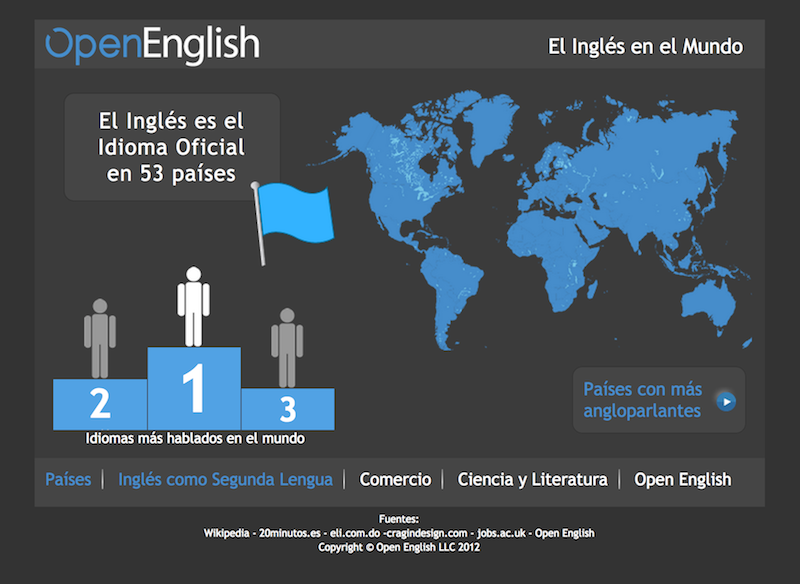 OpenEnglish
El Inglés en el Mundo
El Inglés es el
Idioma Oficial
en 53 países
1
2
3
Idiomas más hablados en el mundo
Países con más
angloparlantes
Países | Inglés como Segunda Lengua | Comercio | Ciencia y Literatura | Open English
Fuentes:
Wikipedia - 20minutos.es - eli.com.do -cragindesign.com - jobs.ac.uk - Open English
Copyright © Open English LLC 2012